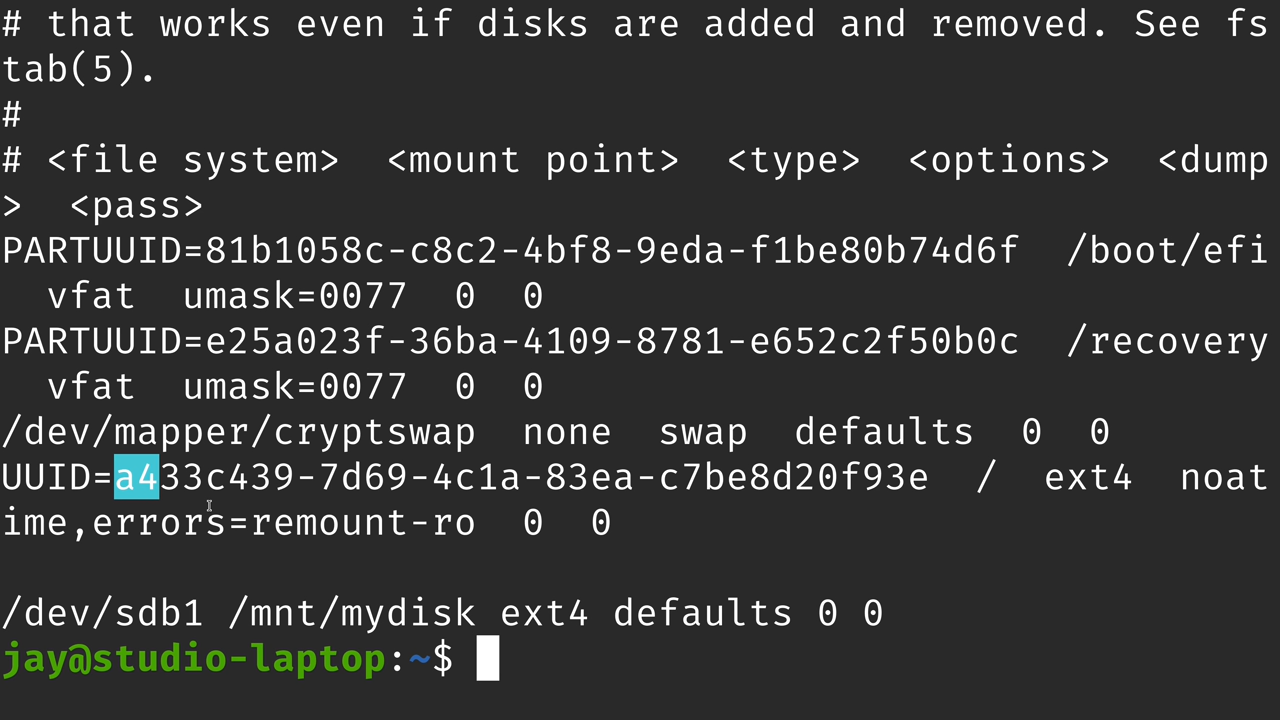 # that works even if disks are added and removed. See fs
tab(5).
#
# <file system>  <mount point>  <type>  <options>  <dump
>  <pass>
PARTUUID=81b1058c-c8c2-4bf8-9eda-f1be80b74d6f  /boot/efi
  vfat  umask=0077  0  0
PARTUUID=e25a023f-36ba-4109-8781-e652c2f50b0c  /recovery
  vfat  umask=0077  0  0
/dev/mapper/cryptswap  none  swap  defaults  0  0
UUID=a433c439-7d69-4c1a-83ea-c7be8d20f93e  /  ext4  noat
ime,errors=remount-ro  0  0
/dev/sdb1 /mnt/mydisk ext4 defaults 0 0
jay@studio-laptop:~$